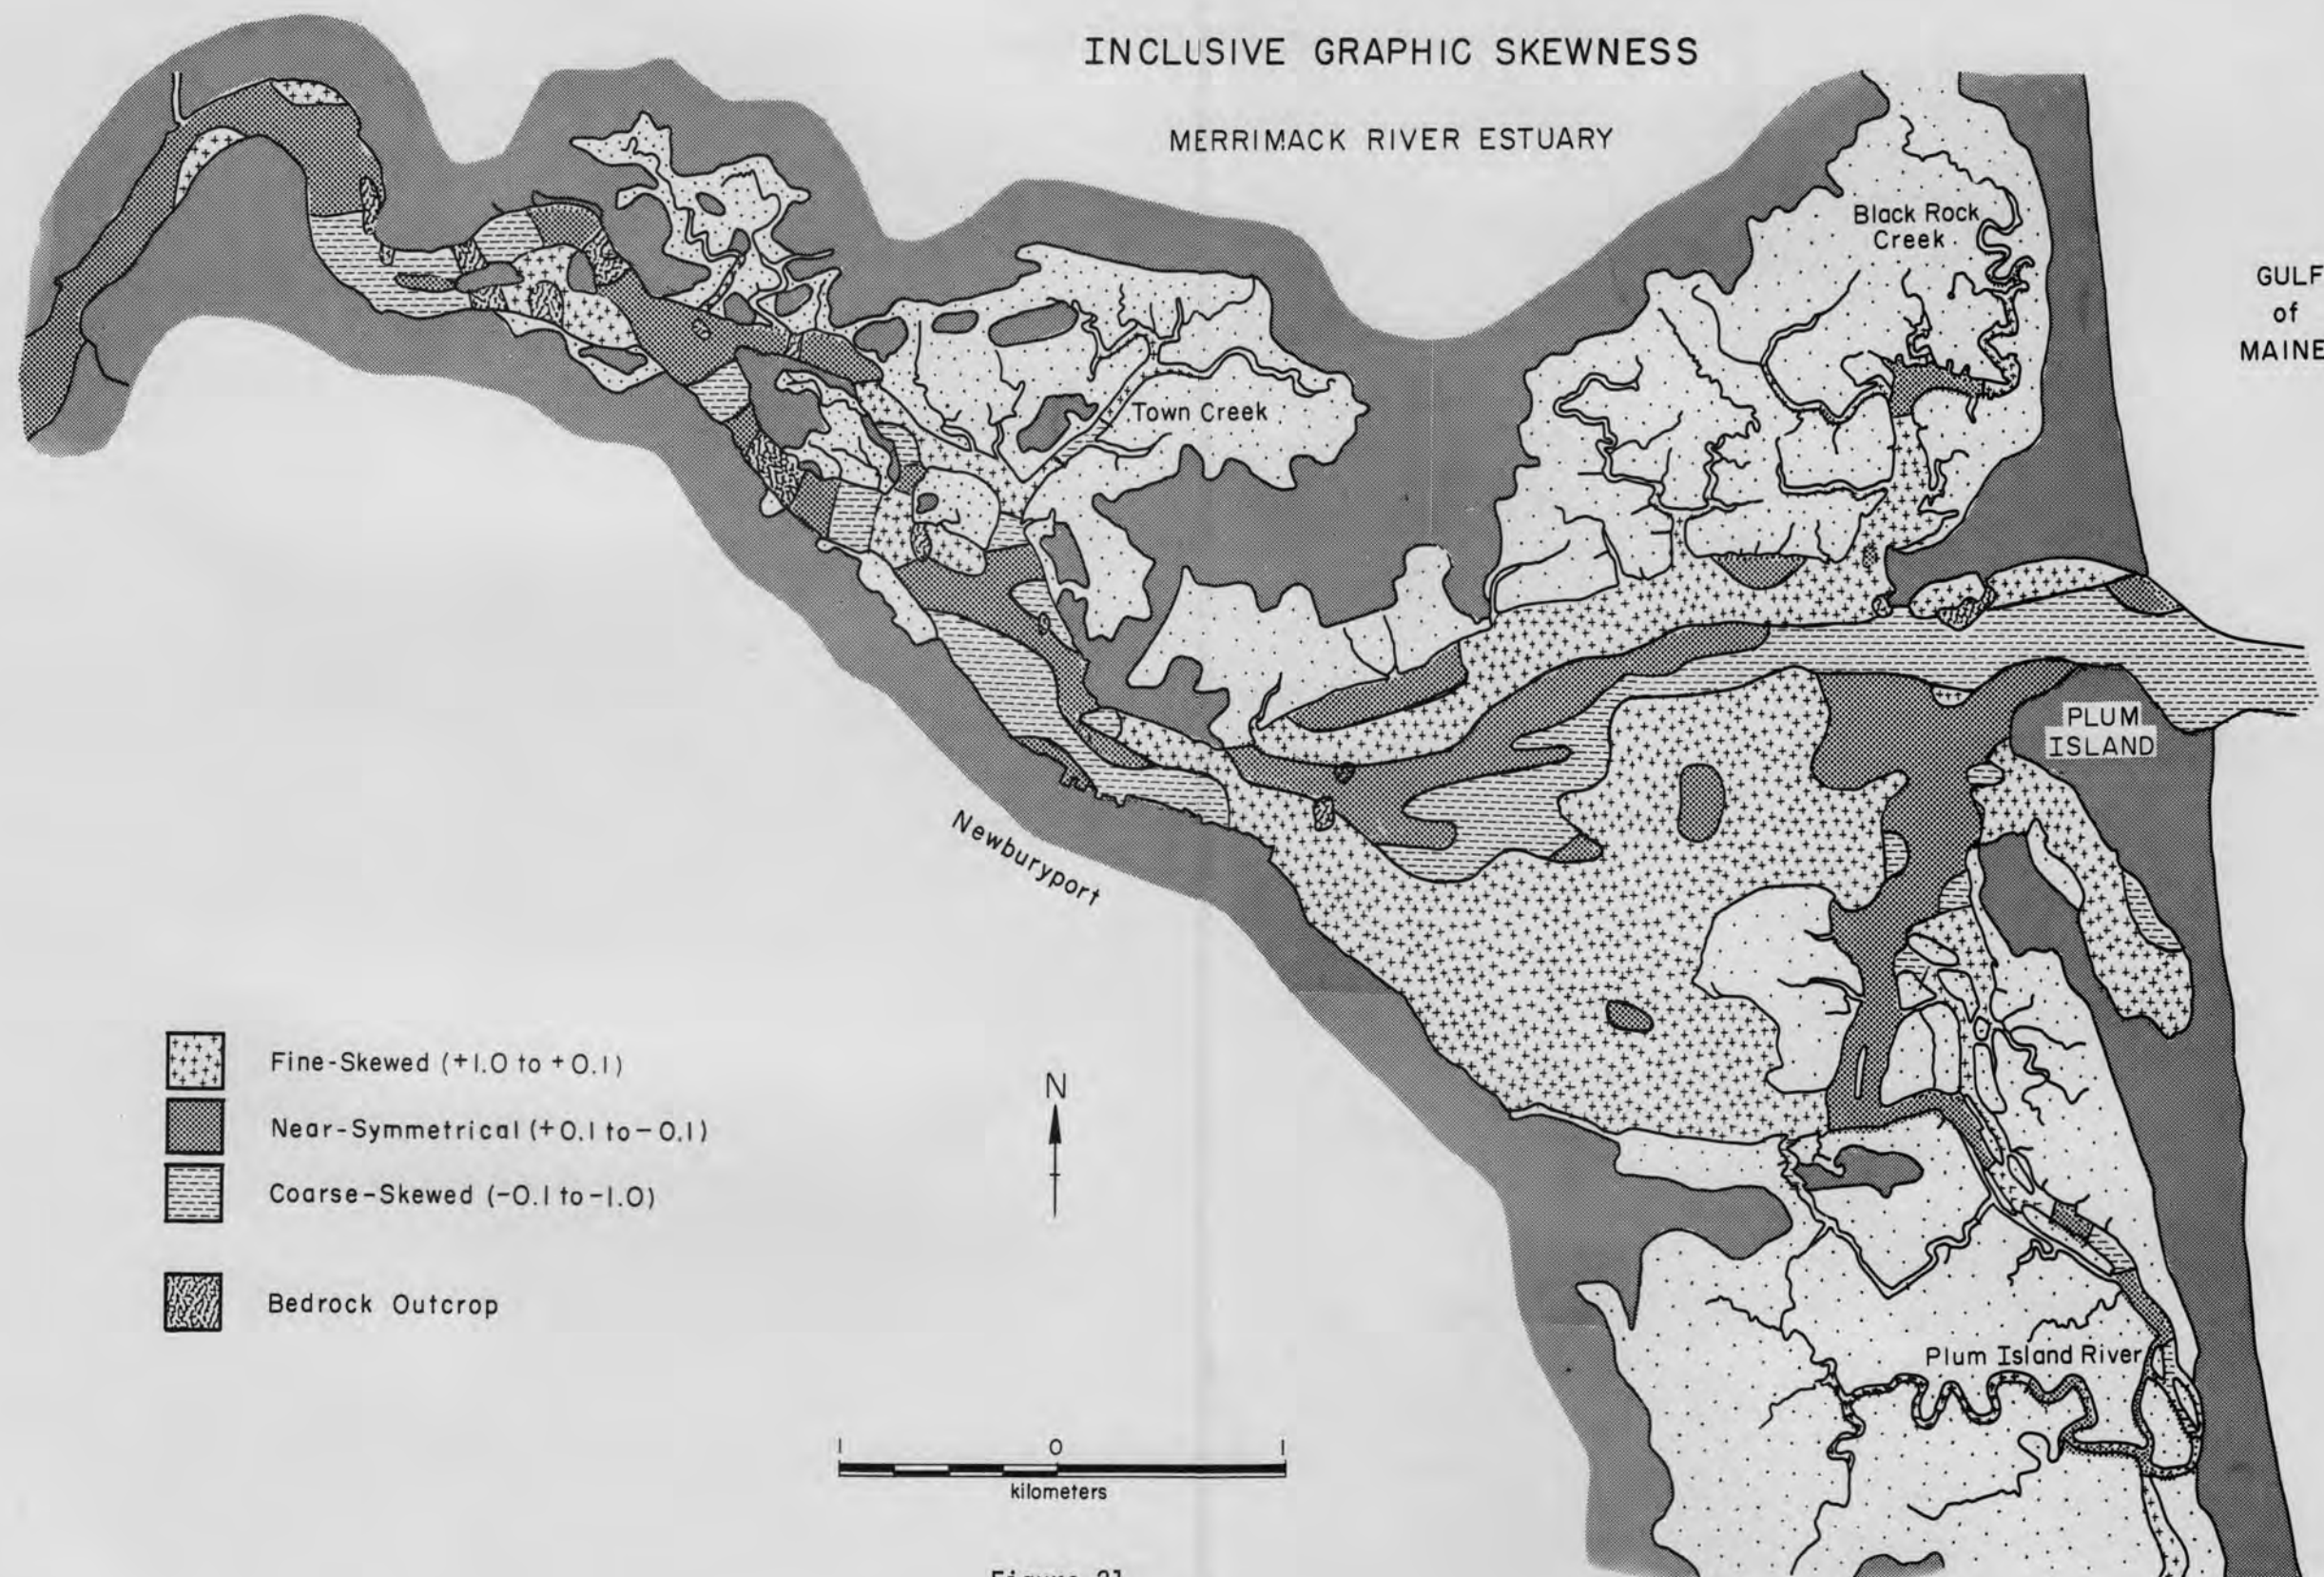 INCLUSIVE GRAPHIC SKEWNESS
MERRIMACK RIVER ESTUARY
Black Rock
Creek
GULF
of
MAINE
Town Creek
PLUM
ISLAND
Newburyport
Fine-Skewed (+1.0 to +0.1)
Near-Symmetrical (+0.1 to -0.1)
Coarse-Skewed (-0.1 to -1.0)
Bedrock Outcrop
N
Plum Island River
1 0 1
kilometers